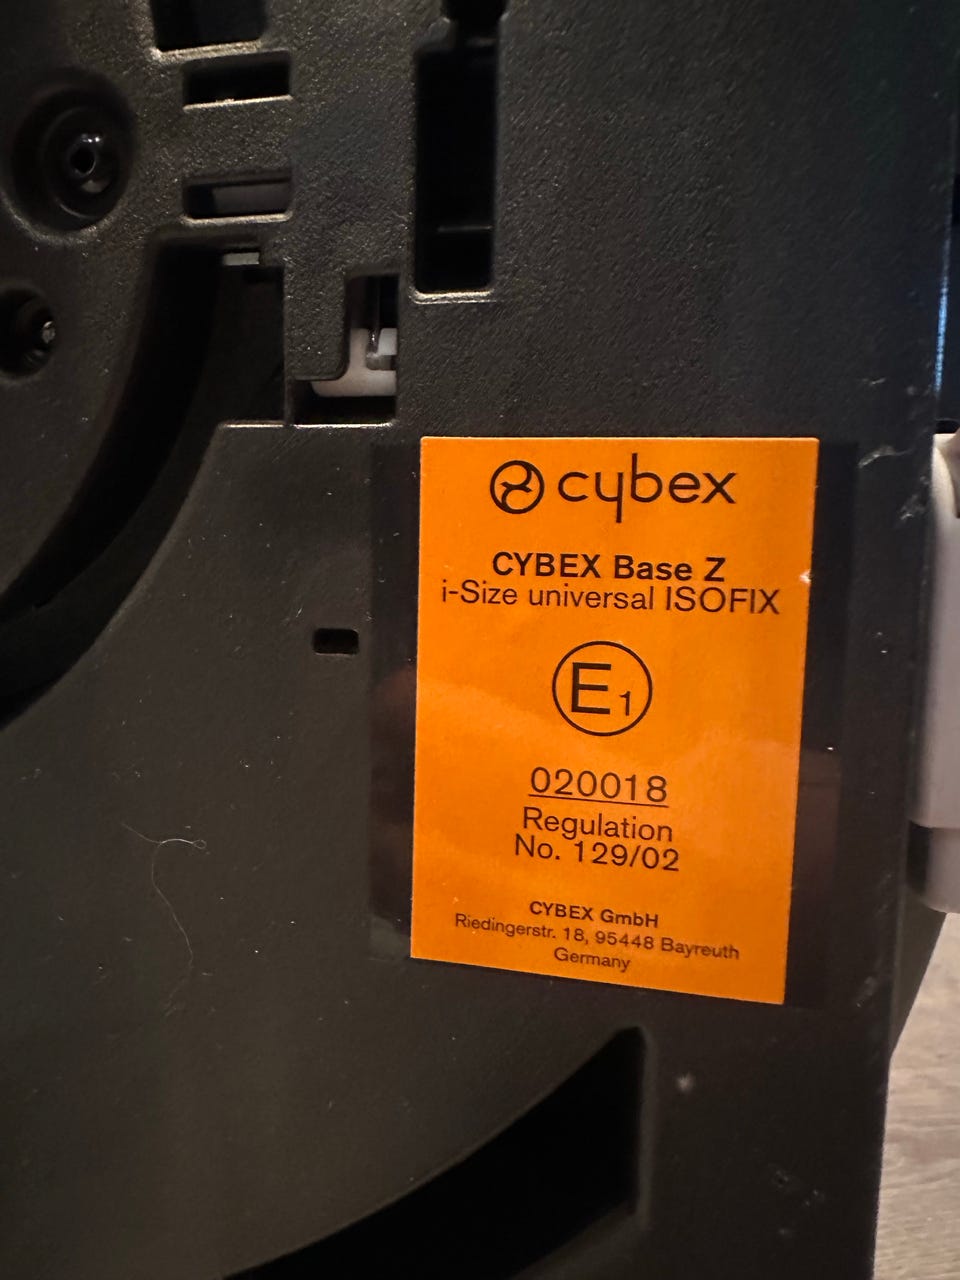 cybex
CYBEX Base Z
i-Size universal ISOFIX
E1
020018
Regulation
No. 129/02
CYBEX GmbH
Riedingerstr. 18, 95448 Bayreuth
Germany